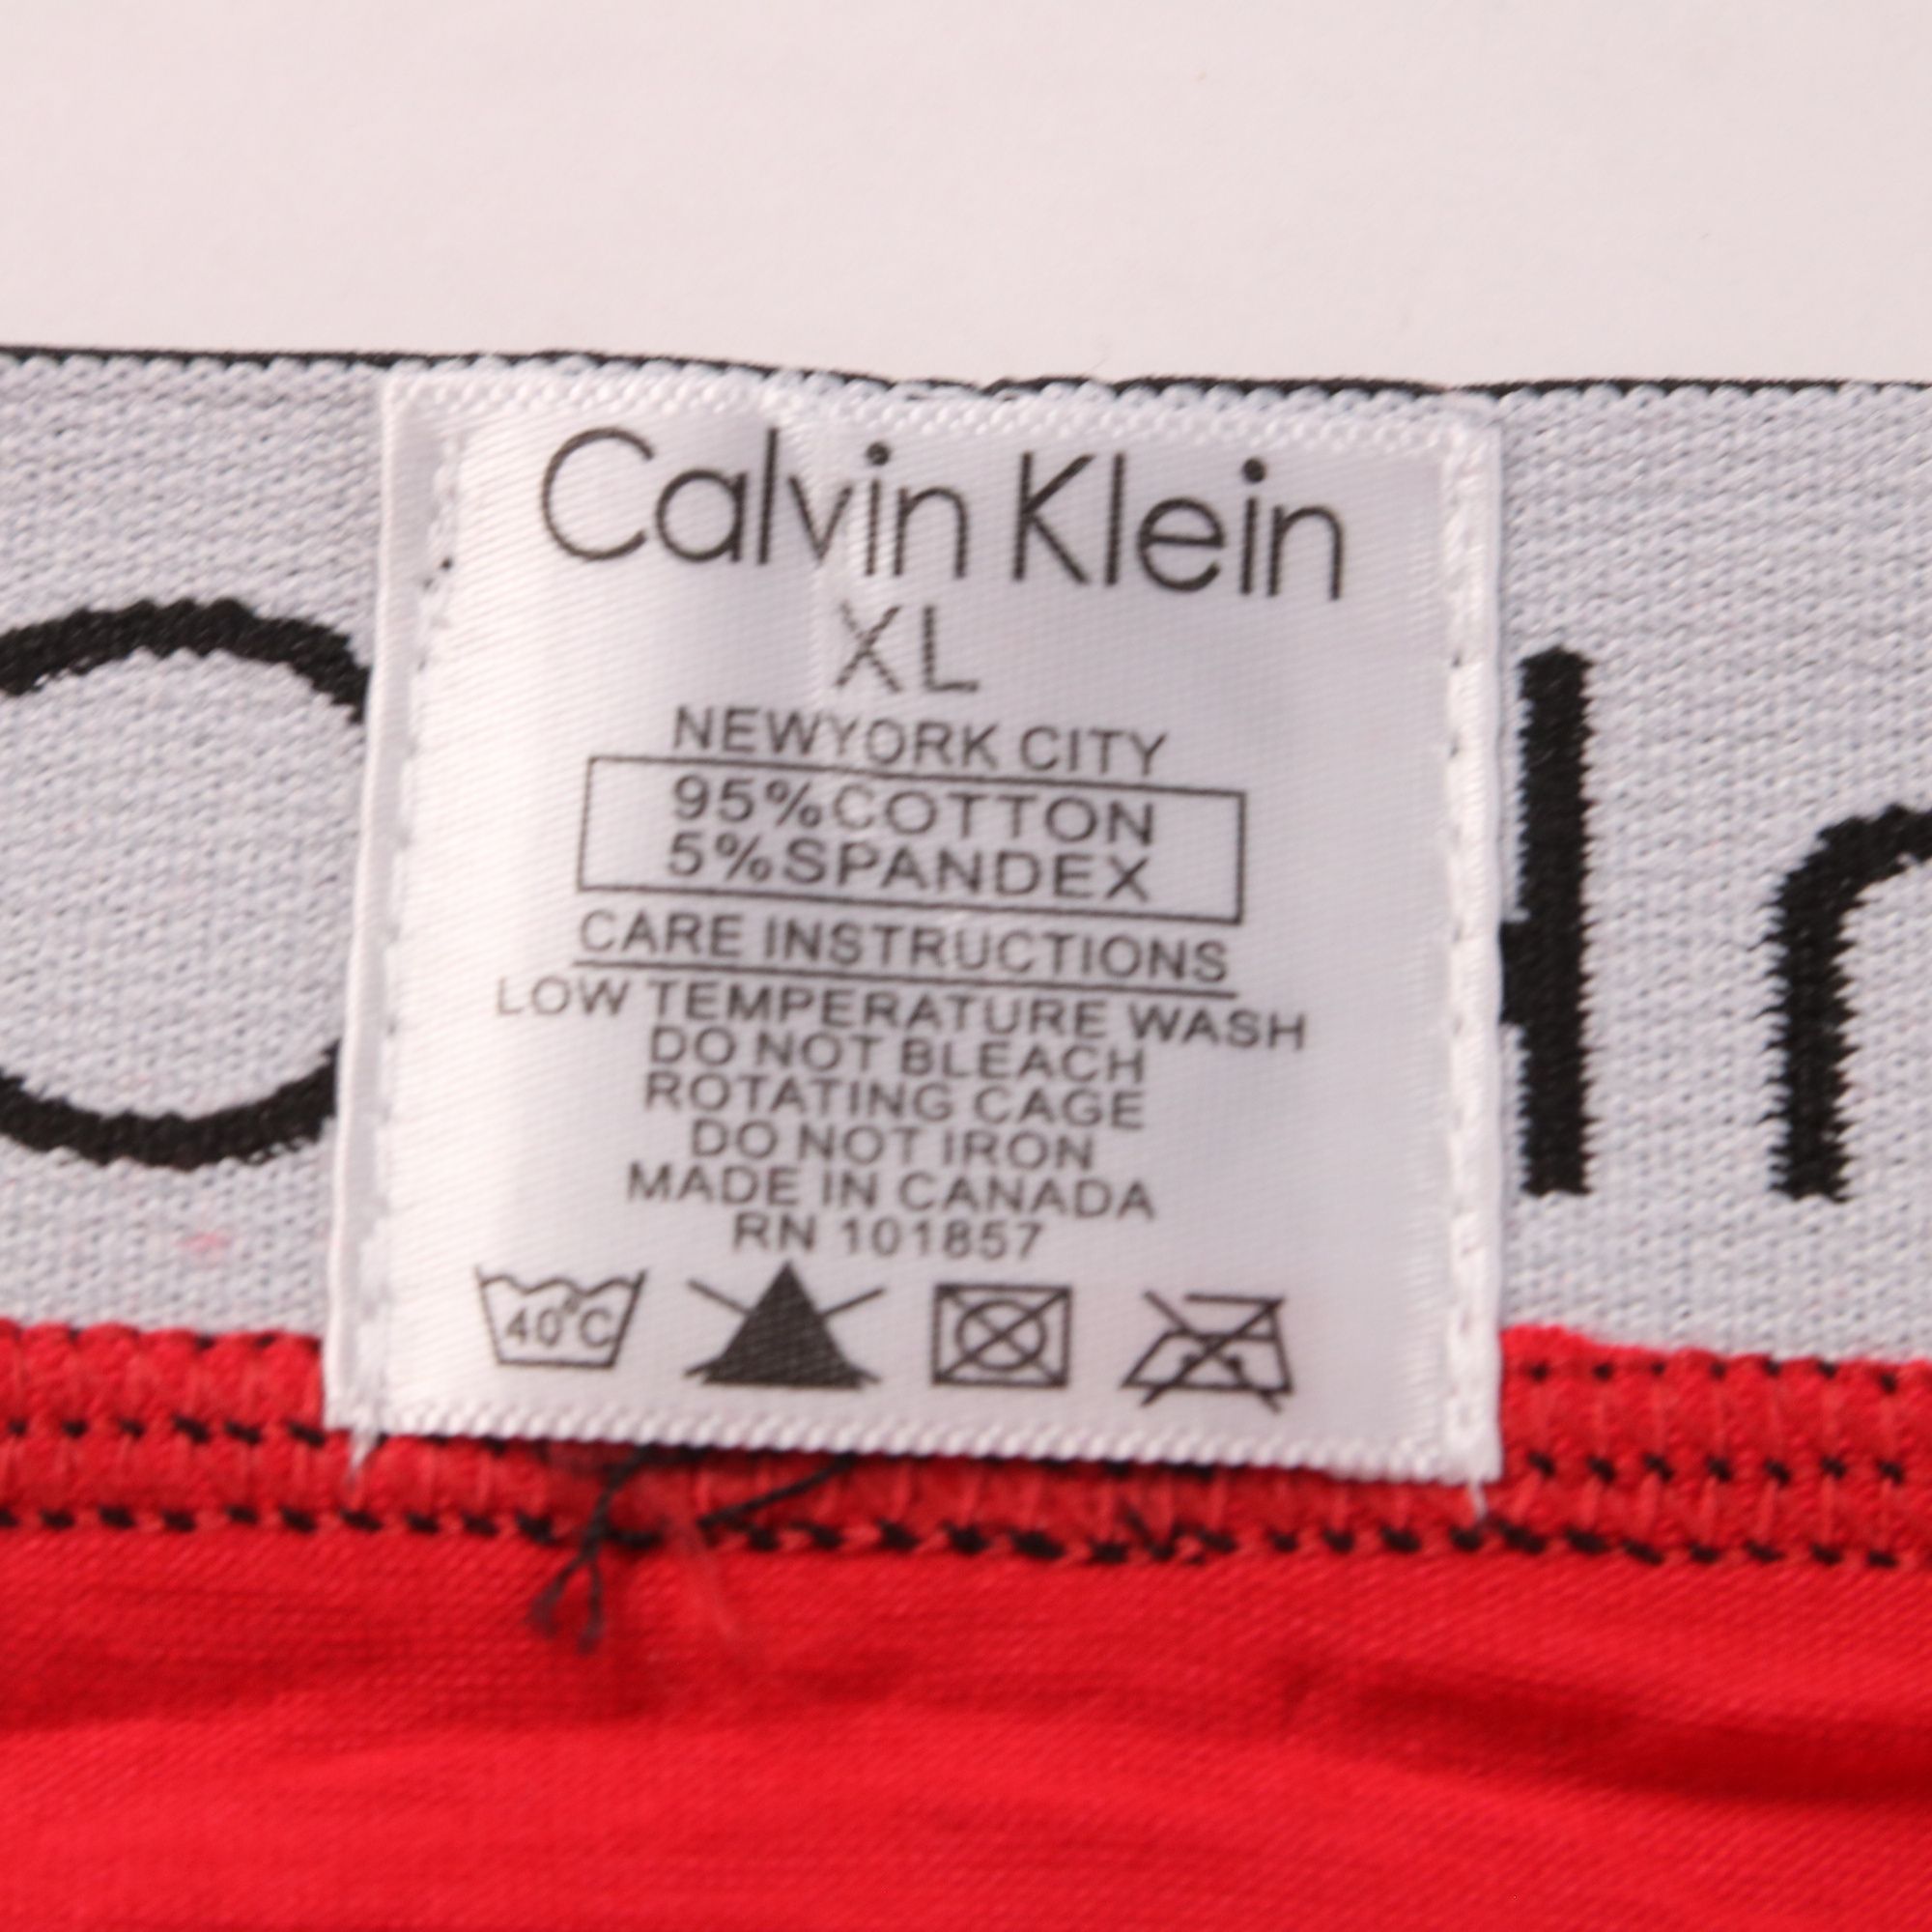 Calvin Klein
XL
NEWYORK CITY
95%COTTON
5%SPANDEX
CARE INSTRUCTIONS
LOW TEMPERATURE WASH
DO NOT BLEACH
ROTATING CAGE
DO NOT IRON
MADE IN CANADA
RN 101857
40°C